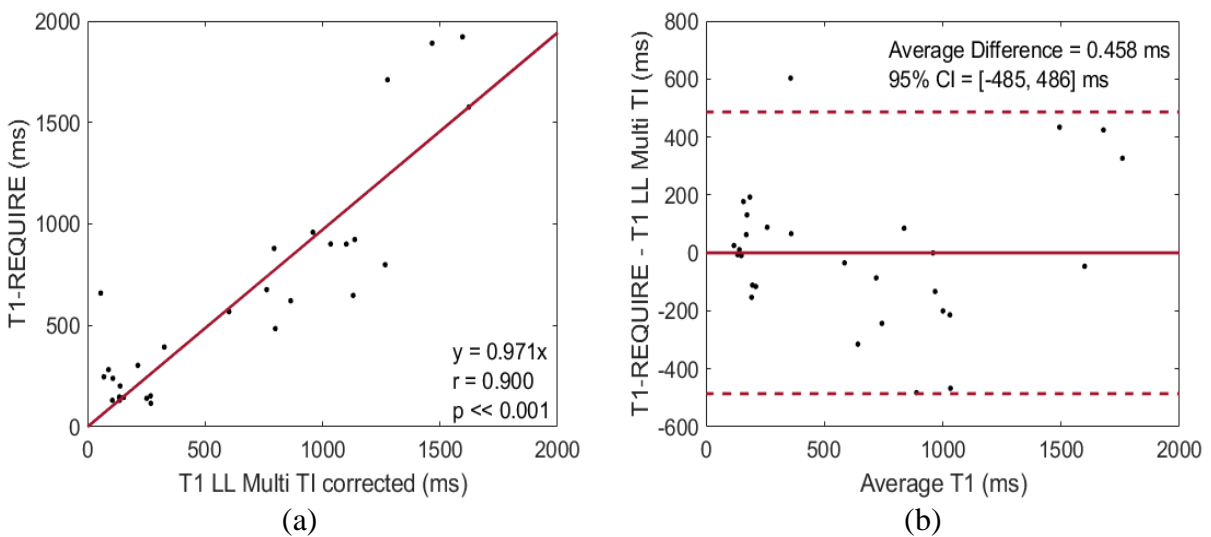 2000
1500
1000
500
0
T1-REQUIRE (ms)
y = 0.971x
r = 0.900
p << 0.001
0 500 1000 1500 2000
T1 LL Multi TI corrected (ms)
(a)
800
600
400
200
0
-200
-400
-600
T1-REQUIRE - T1 LL Multi TI (ms)
Average Difference = 0.458 ms
95% CI = [-485, 486] ms
0 500 1000 1500 2000
Average T1 (ms)
(b)